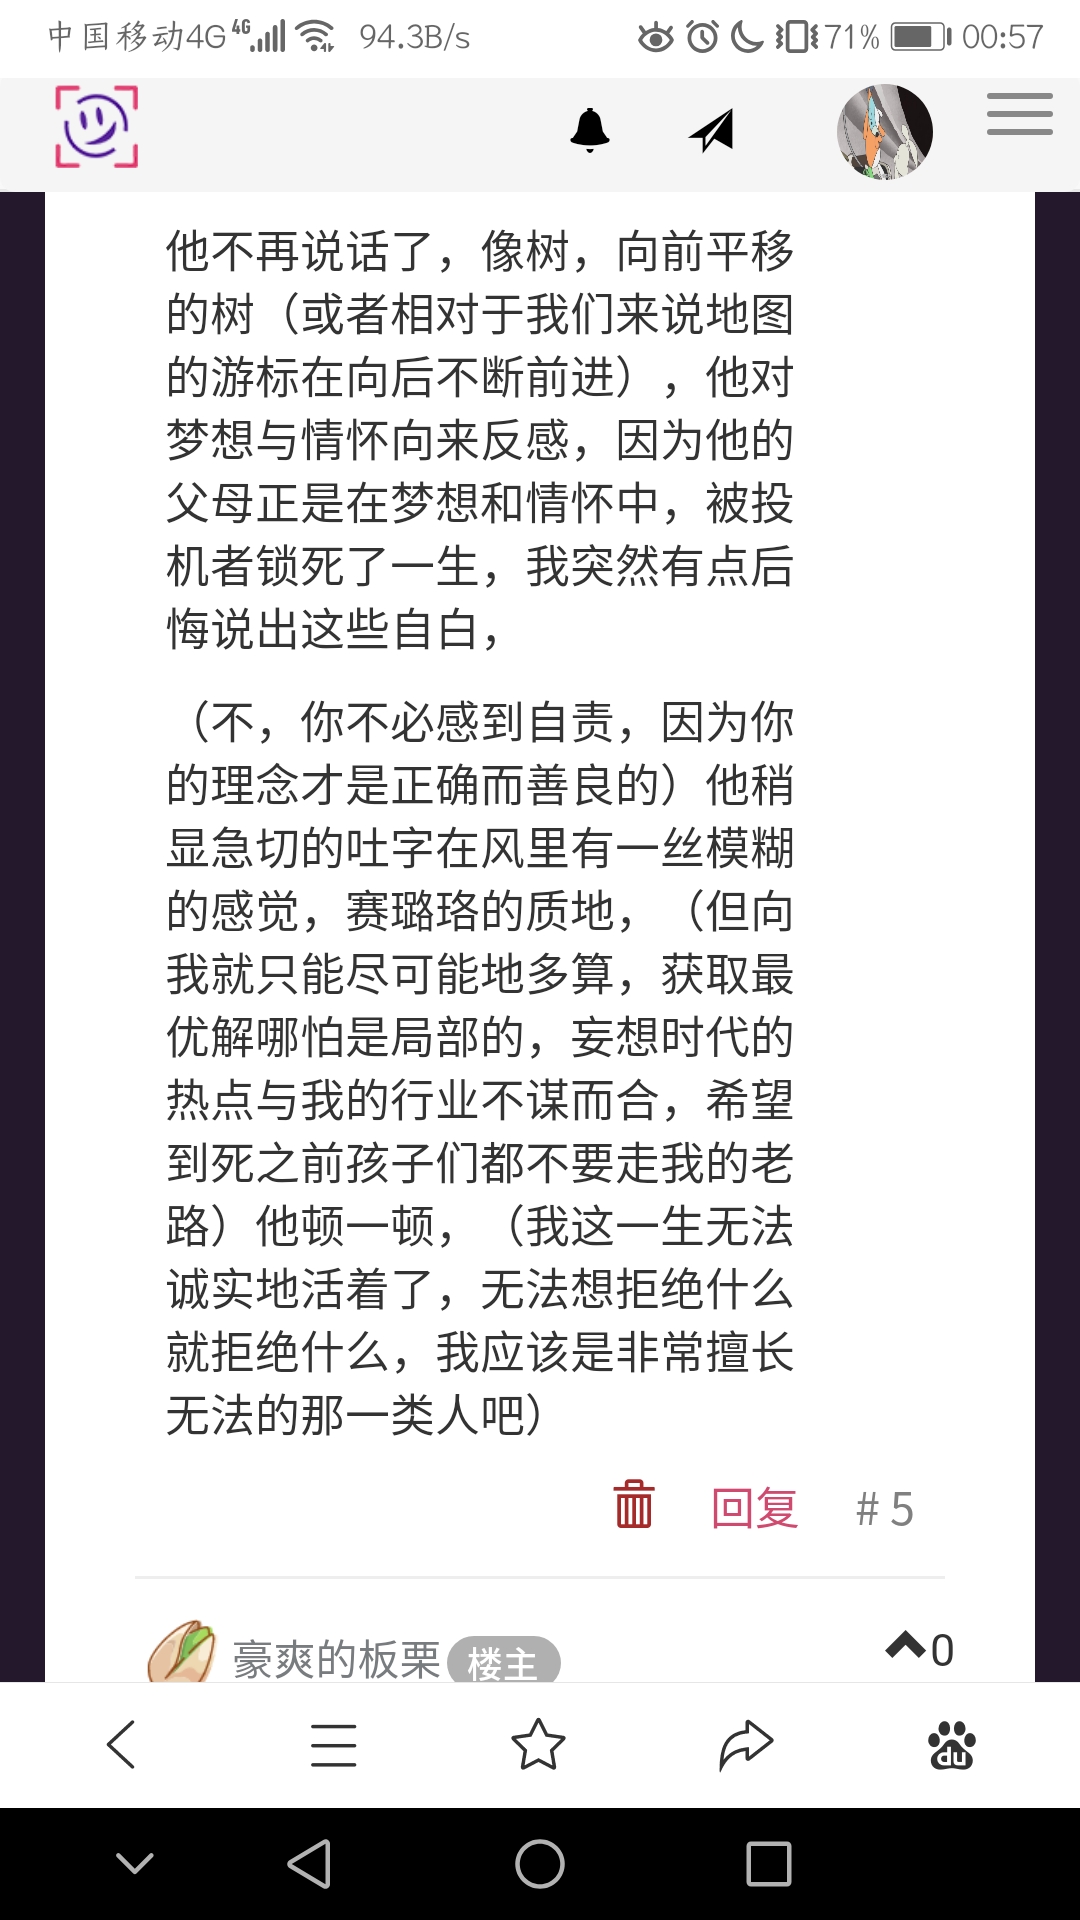 中国移动4G 4G 94.3B/s 71% 00:57
他不再说话了，像树，向前平移
的树（或者相对于我们来说地图
的游标在向后不断前进），他对
梦想与情怀向来反感，因为他的
父母正是在梦想和情怀中，被投
机者锁死了一生，我突然有点后
悔说出这些自白，
（不，你不必感到自责，因为你
的理念才是正确而善良的）他稍
显急切的吐字在风里有一丝模糊
的感觉，赛璐珞的质地，（但向
我就只能尽可能地多算，获取最
优解哪怕是局部的，妄想时代的
热点与我的行业不谋而合，希望
到死之前孩子们都不要走我的老
路）他顿一顿，（我这一生无法
诚实地活着了，无法想拒绝什么
就拒绝什么，我应该是非常擅长
无法的那一类人吧）
回复 # 5
豪爽的板栗 楼主 0
du